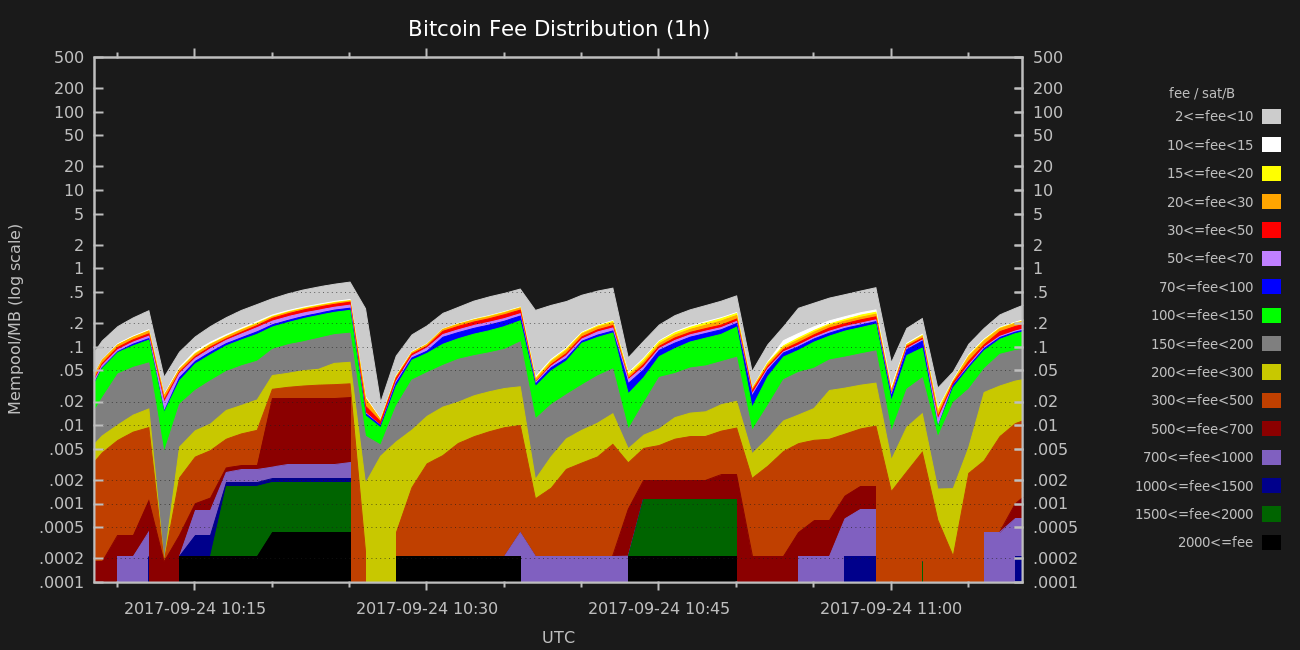 Bitcoin Fee Distribution (1h)
Mempool/MB (log scale)
500
200
100
50
20
10
5
2
1
.5
.2
.1
.05
.02
.01
.005
.002
.001
.0005
.0002
.0001
500
200
100
50
20
10
5
2
1
.5
.2
.1
.05
.02
.01
.005
.002
.001
.0005
.0002
.0001
2017-09-24 10:15
2017-09-24 10:30
2017-09-24 10:45
2017-09-24 11:00
UTC
fee / sat/B
2<=fee<10
10<=fee<15
15<=fee<20
20<=fee<30
30<=fee<50
50<=fee<70
70<=fee<100
100<=fee<150
150<=fee<200
200<=fee<300
300<=fee<500
500<=fee<700
700<=fee<1000
1000<=fee<1500
1500<=fee<2000
2000<=fee